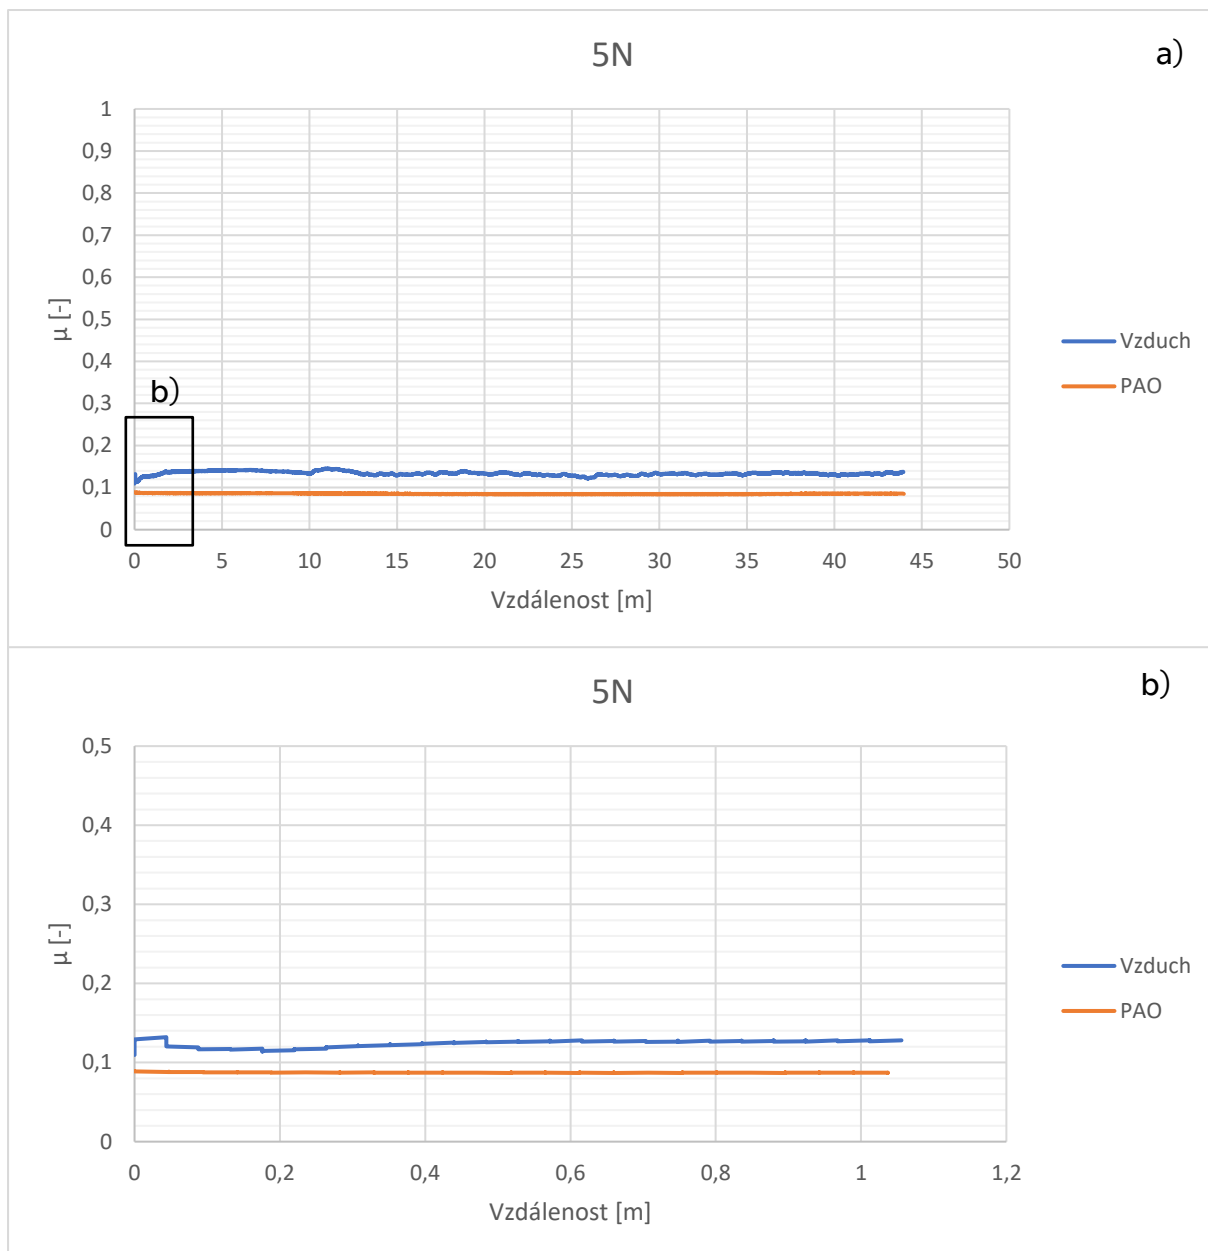 5N
a)
1
0,9
0,8
0,7
0,6
0,5
0,4
0,3
0,2
0,1
0
μ [-]
b)
Vzduch
PAO
0 5 10 15 20 25 30 35 40 45 50
Vzdálenost [m]
5N
b)
0,5
0,4
0,3
0,2
0,1
0
μ [-]
Vzduch
PAO
0 0,2 0,4 0,6 0,8 1 1,2
Vzdálenost [m]